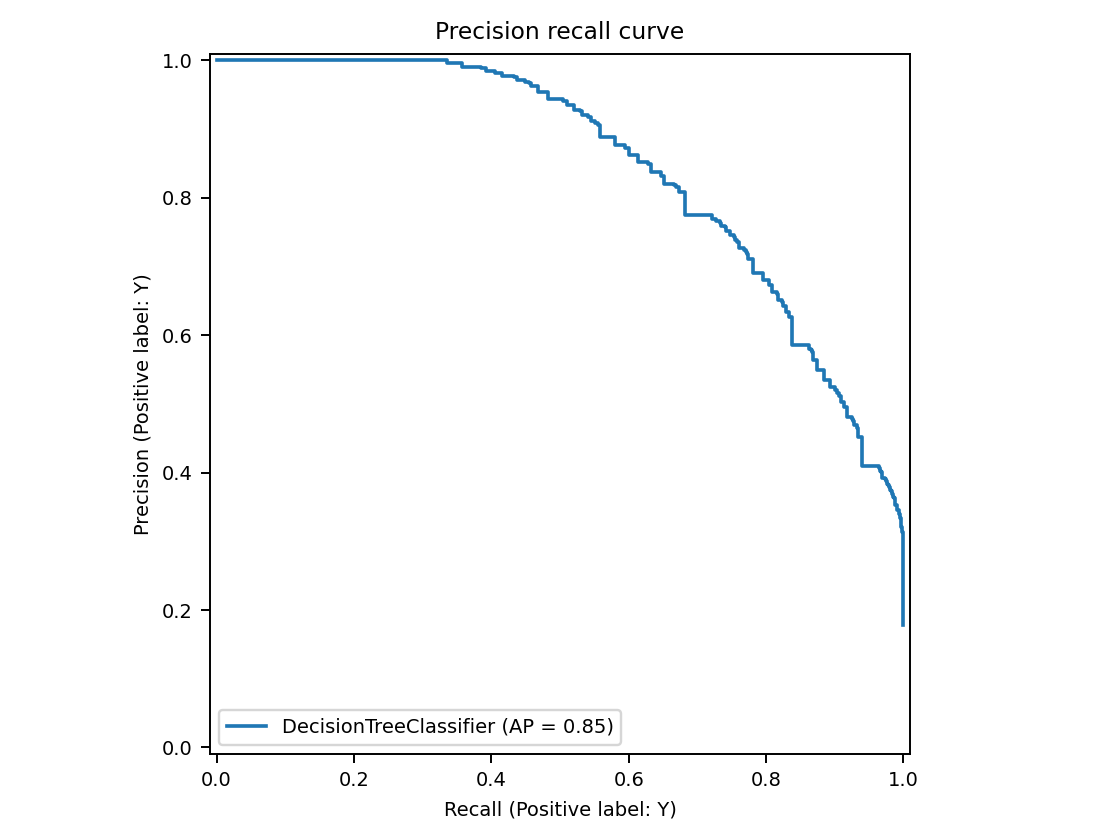 Precision recall curve
1.0
0.8
0.6
0.4
0.2
0.0
Precision (Positive label: Y)
DecisionTreeClassifier (AP = 0.85)
0.0 0.2 0.4 0.6 0.8 1.0
Recall (Positive label: Y)